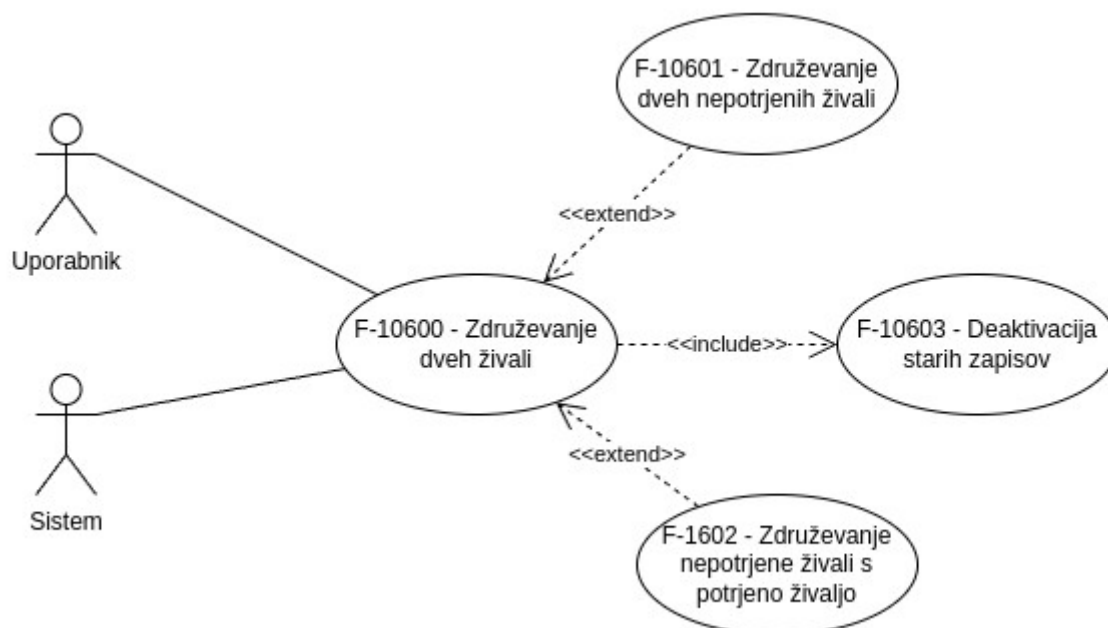 F-10601 - Združevanje
dveh nepotrjenih živali
<<extend>>
Uporabnik
F-10600 - Združevanje
dveh živali
<<include>>
F-10603 - Deaktivacija
starih zapisov
<<extend>>
Sistem
F-1602 - Združevanje
nepotrjene živali s
potrjeno živaljo